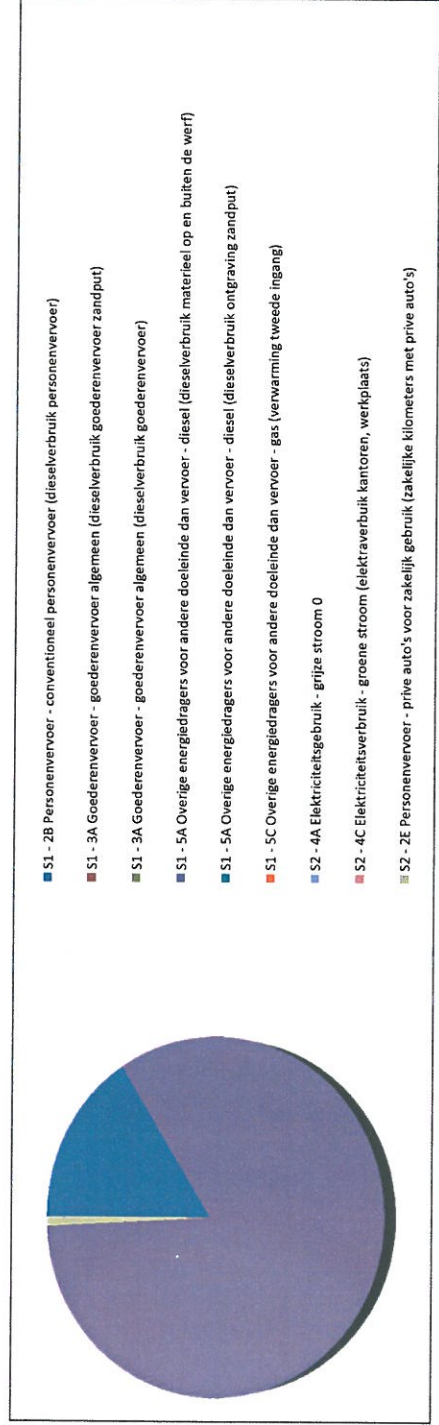 S1 - 2B Personenvervoer - conventioneel personenvervoer (dieselverbruik personenvervoer)
S1 - 3A Goederenvervoer - goederenvervoer algemeen (dieselverbruik goederenvervoer zandput)
S1 - 3A Goederenvervoer - goederenvervoer algemeen (dieselverbruik goederenvervoer)
S1 - 5A Overige energiedragers voor andere doeleinde dan vervoer - diesel (dieselverbruik materieel op en buiten de werf)
S1 - 5A Overige energiedragers voor andere doeleinde dan vervoer - diesel (dieselverbruik ontgraving zandput)
S1 - 5C Overige energiedragers voor andere doeleinde dan vervoer - gas (verwarming tweede ingang)
S2 - 4A Elektriciteitsgebruik - grijze stroom 0
S2 - 4C Elektriciteitsverbruik - groene stroom (elektraverbuik kantoren, werkplaats)
S2 - 2E Personenvervoer - prive auto's voor zakelijk gebruik (zakelijke kilometers met prive auto's)